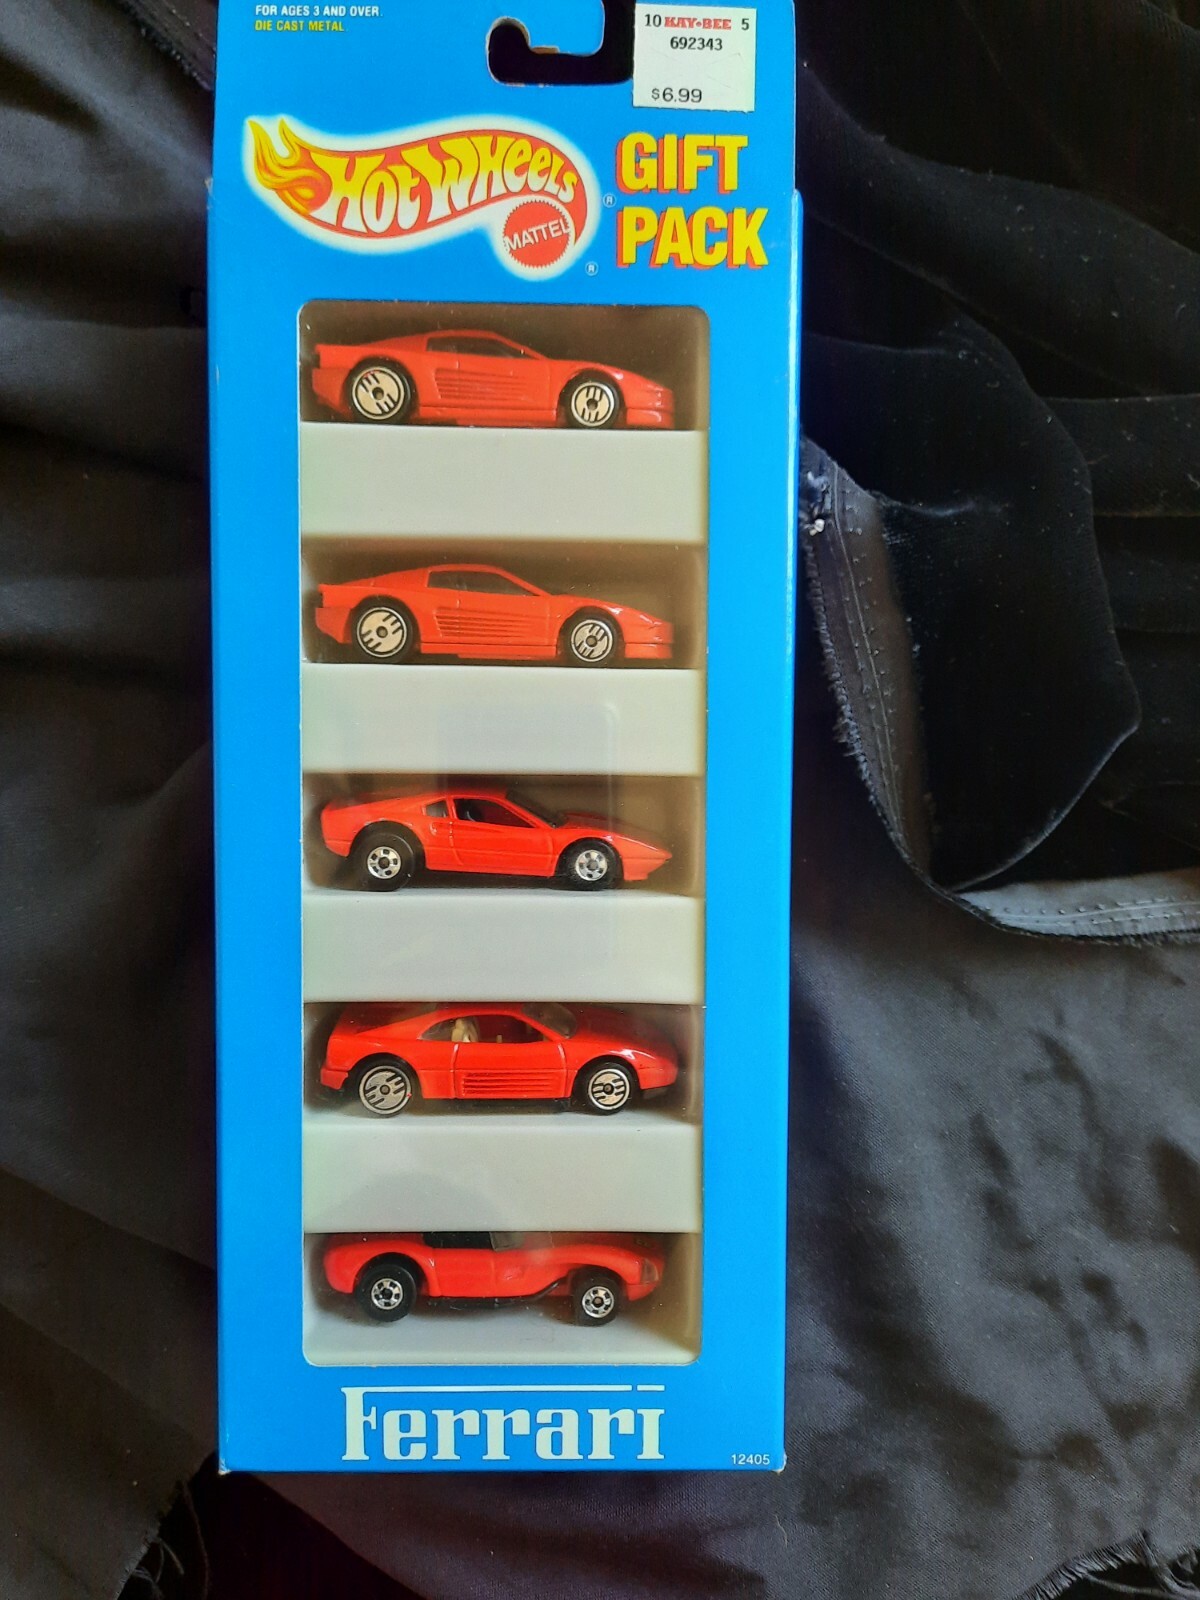 FOR AGES 3 AND OVER.
DIE CAST METAL.
10 KAY•BEE 5
692343
$6.99
HOT WHEELS ®
MATTEL ®
GIFT
PACK
Ferrari
12405